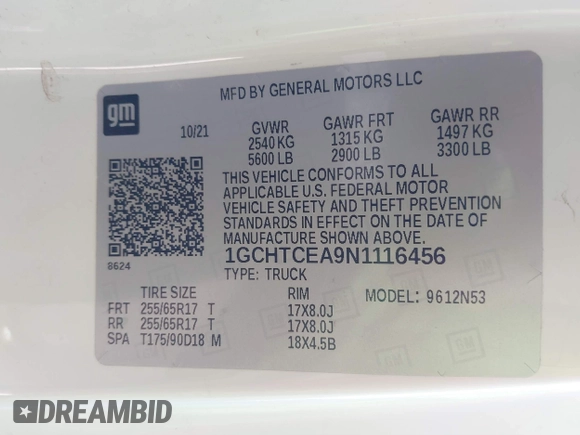 MFD BY GENERAL MOTORS LLC
gm
10/21 GVWR GAWR FRT GAWR RR
2540 KG 1315 KG 1497 KG
5600 LB 2900 LB 3300 LB
THIS VEHICLE CONFORMS TO ALL
APPLICABLE U.S. FEDERAL MOTOR
VEHICLE SAFETY AND THEFT PREVENTION
STANDARDS IN EFFECT ON THE DATE OF
MANUFACTURE SHOWN ABOVE.
8624
1GCHTCEA9N1116456
TYPE: TRUCK
TIRE SIZE RIM MODEL: 9612N53
FRT 255/65R17 T 17X8.0J
RR 255/65R17 T 17X8.0J
SPA T175/90D18 M 18X4.5B
DREAMBID